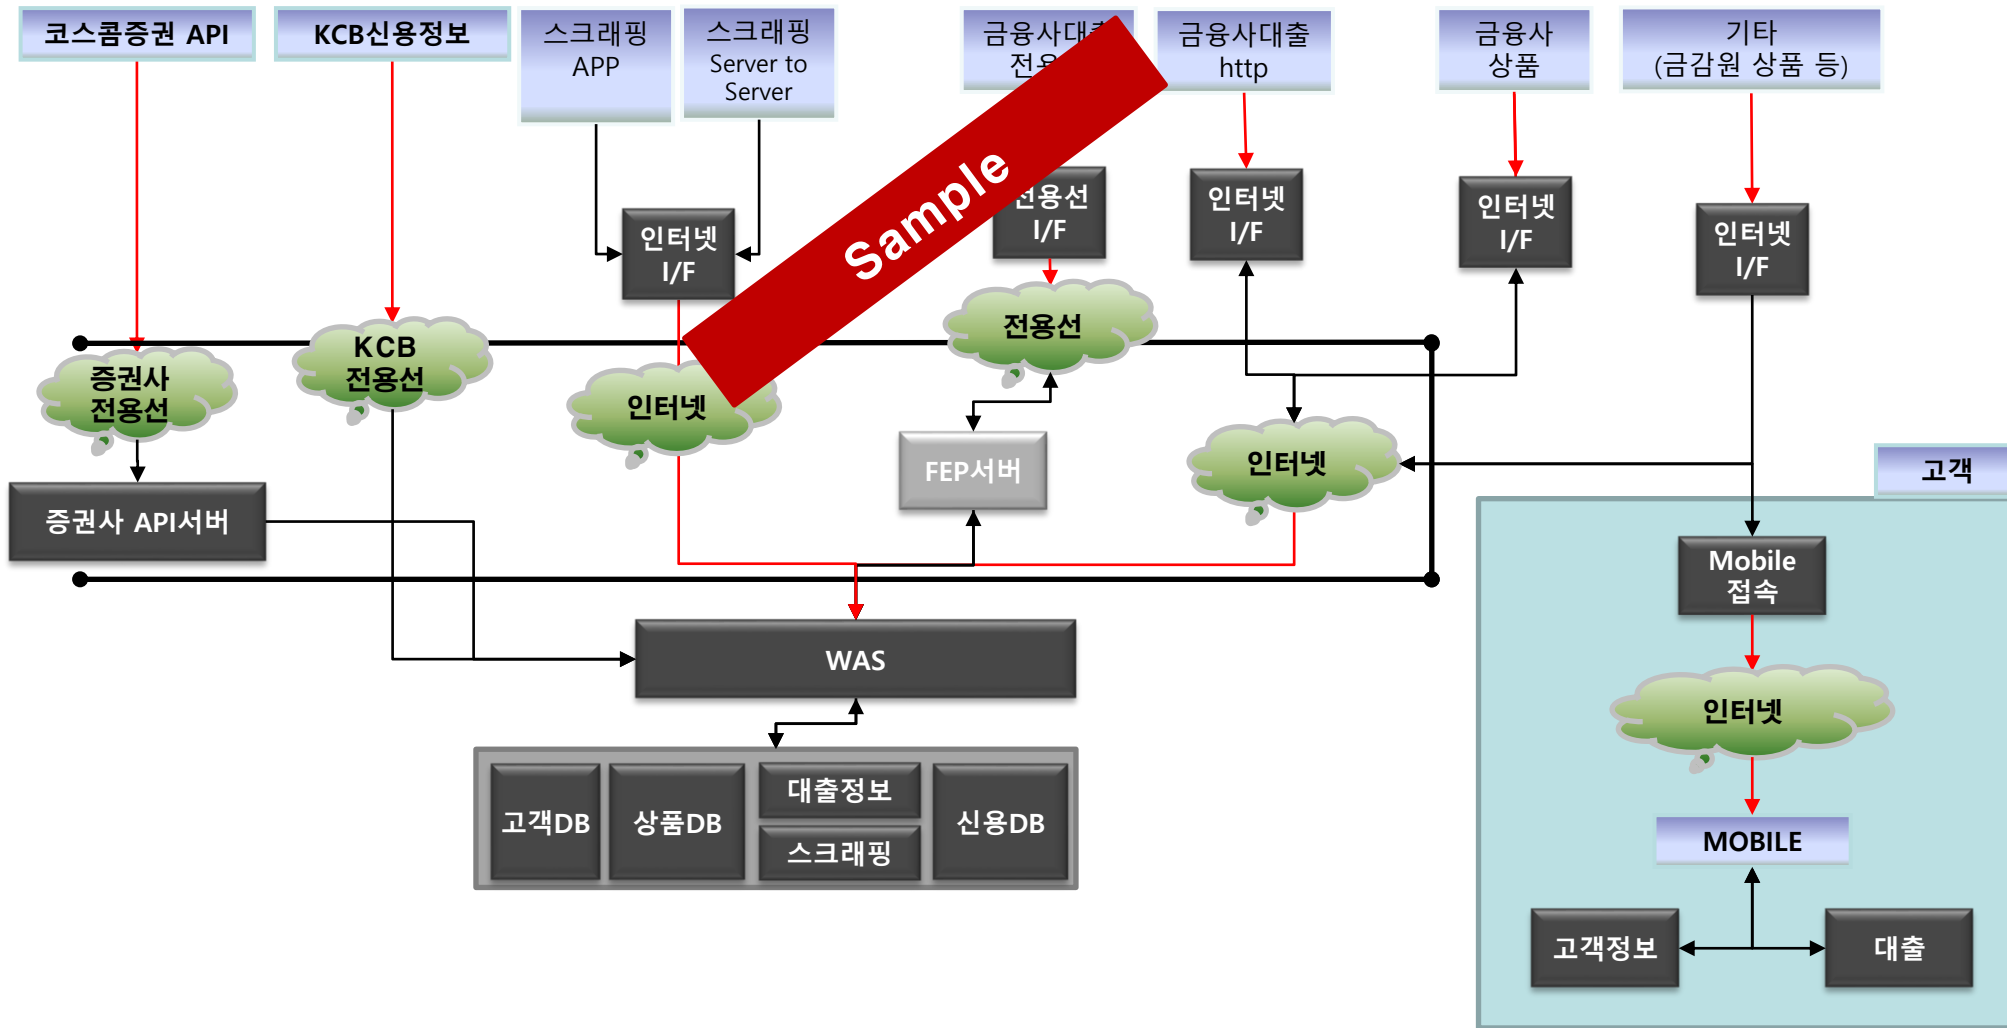 코스콤증권 API
KCB신용정보
스크래핑
APP
스크래핑
Server to
Server
금융사대출
http
금융사
상품
기타
(금감원 상품 등)
Sample
인터넷
I/F
전용선
I/F
인터넷
I/F
인터넷
I/F
인터넷
I/F
증권사
전용선
KCB
전용선
인터넷
전용선
인터넷
FEP서버
고객
증권사 API서버
Mobile
접속
WAS
인터넷
고객DB
상품DB
대출정보
스크래핑
신용DB
MOBILE
고객정보
대출